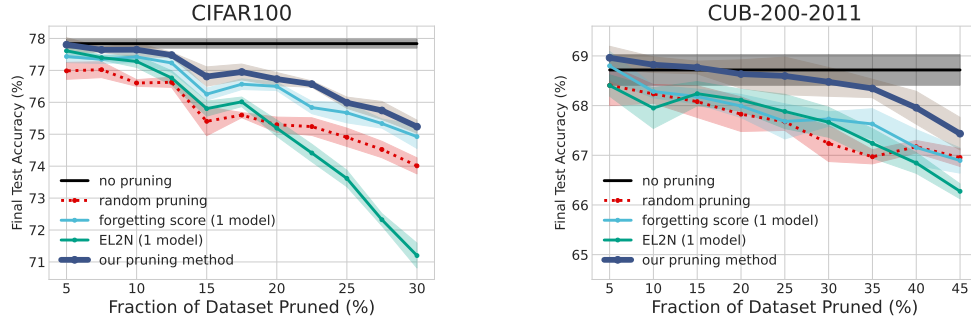 CIFAR100
Final Test Accuracy (%)
78
77
76
75
74
73
72
71
no pruning
random pruning
forgetting score (1 model)
EL2N (1 model)
our pruning method
5 10 15 20 25 30
Fraction of Dataset Pruned (%)
CUB-200-2011
Final Test Accuracy (%)
69
68
67
66
65
no pruning
random pruning
forgetting score (1 model)
EL2N (1 model)
our pruning method
5 10 15 20 25 30 35 40 45
Fraction of Dataset Pruned (%)